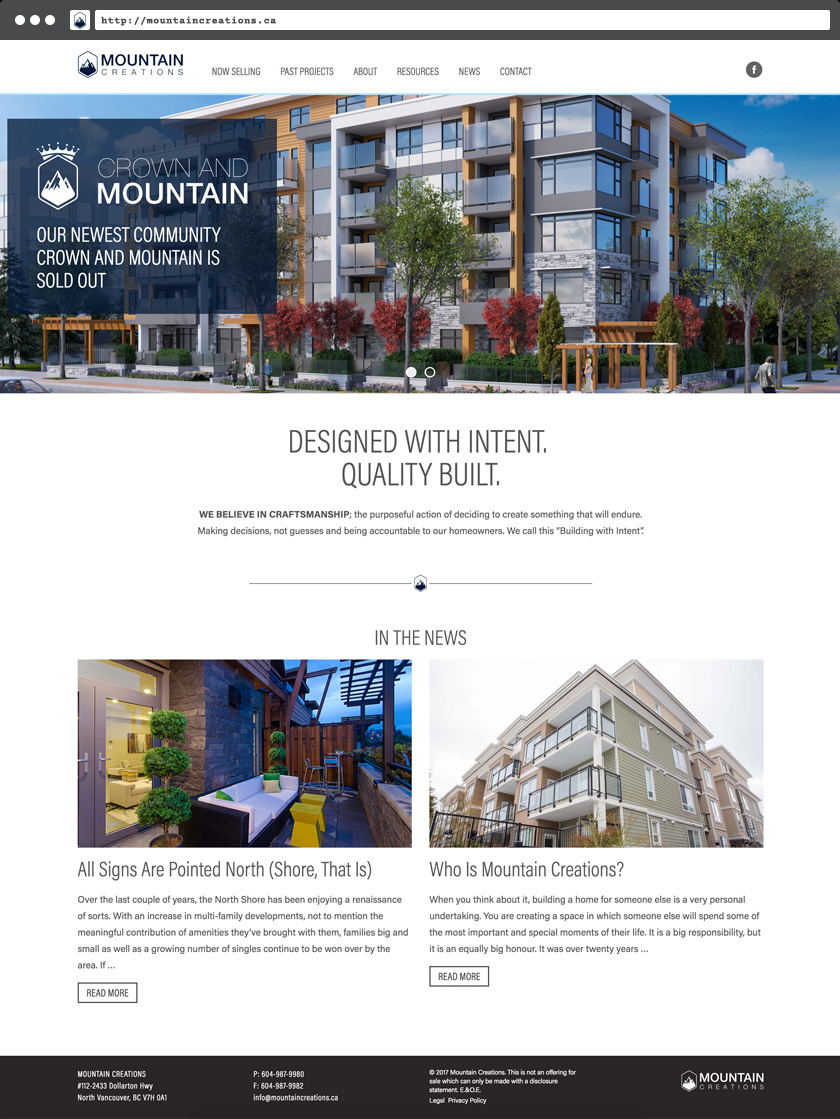 http://mountaincreations.ca
MOUNTAIN
CREATIONS
NOW SELLING
PAST PROJECTS
ABOUT
RESOURCES
NEWS
CONTACT
f
CROWN AND
MOUNTAIN
OUR NEWEST COMMUNITY
CROWN AND MOUNTAIN IS
SOLD OUT
DESIGNED WITH INTENT.
QUALITY BUILT.
WE BELIEVE IN CRAFTSMANSHIP; the purposeful action of deciding to create something that will endure.
Making decisions, not guesses and being accountable to our homeowners. We call this “Building with Intent”.
IN THE NEWS
All Signs Are Pointed North (Shore, That Is)
Over the last couple of years, the North Shore has been enjoying a renaissance
of sorts. With an increase in multi-family developments, not to mention the
meaningful contribution of amenities they’ve brought with them, families big and
small as well as a growing number of singles continue to be won over by the
area. If ...
READ MORE
Who Is Mountain Creations?
When you think about it, building a home for someone else is a very personal
undertaking. You are creating a space in which someone else will spend some of
the most important and special moments of their life. It is a big responsibility, but
it is an equally big honour. It was over twenty years ...
READ MORE
MOUNTAIN CREATIONS
#112-2433 Dollarton Hwy
North Vancouver, BC V7H 0A1
P: 604-987-9980
F: 604-987-9982
info@mountaincreations.ca
© 2017 Mountain Creations. This is not an offering for
sale which can only be made with a disclosure
statement. E.&O.E.
Legal Privacy Policy
MOUNTAIN
CREATIONS